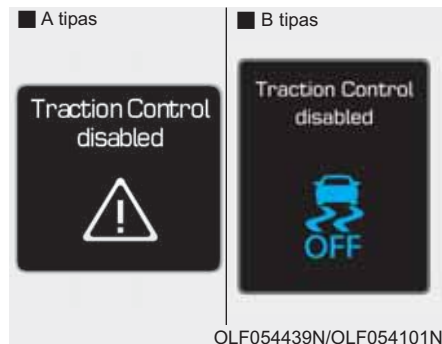 ■ A tipas
Traction Control
disabled
■ B tipas
Traction Control
disabled
OFF
OLF054439N/OLF054101N